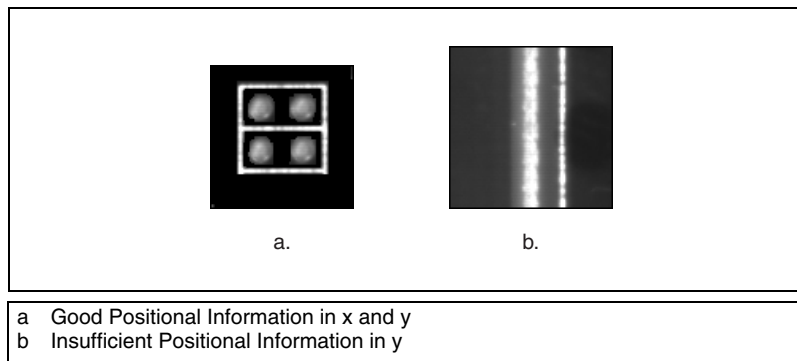 a.
b.
a Good Positional Information in x and y
b Insufficient Positional Information in y